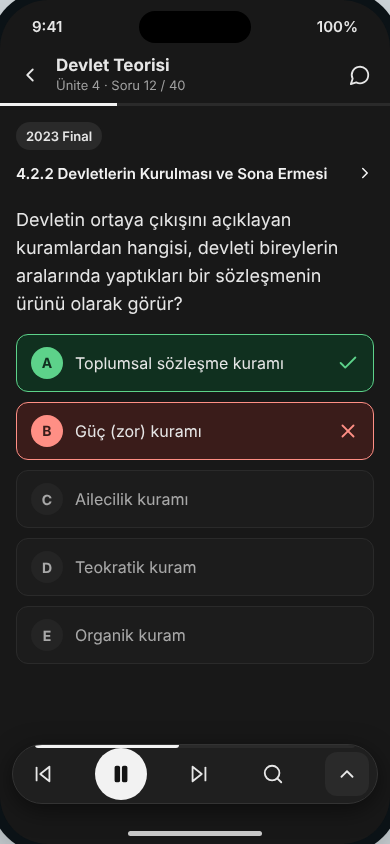 9:41
100%
Devlet Teorisi
Ünite 4 · Soru 12 / 40
2023 Final
4.2.2 Devletlerin Kurulması ve Sona Ermesi
Devletin ortaya çıkışını açıklayan
kuramlardan hangisi, devleti bireylerin
aralarında yaptıkları bir sözleşmenin
ürünü olarak görür?
A Toplumsal sözleşme kuramı
B Güç (zor) kuramı
C Ailecilik kuramı
D Teokratik kuram
E Organik kuram